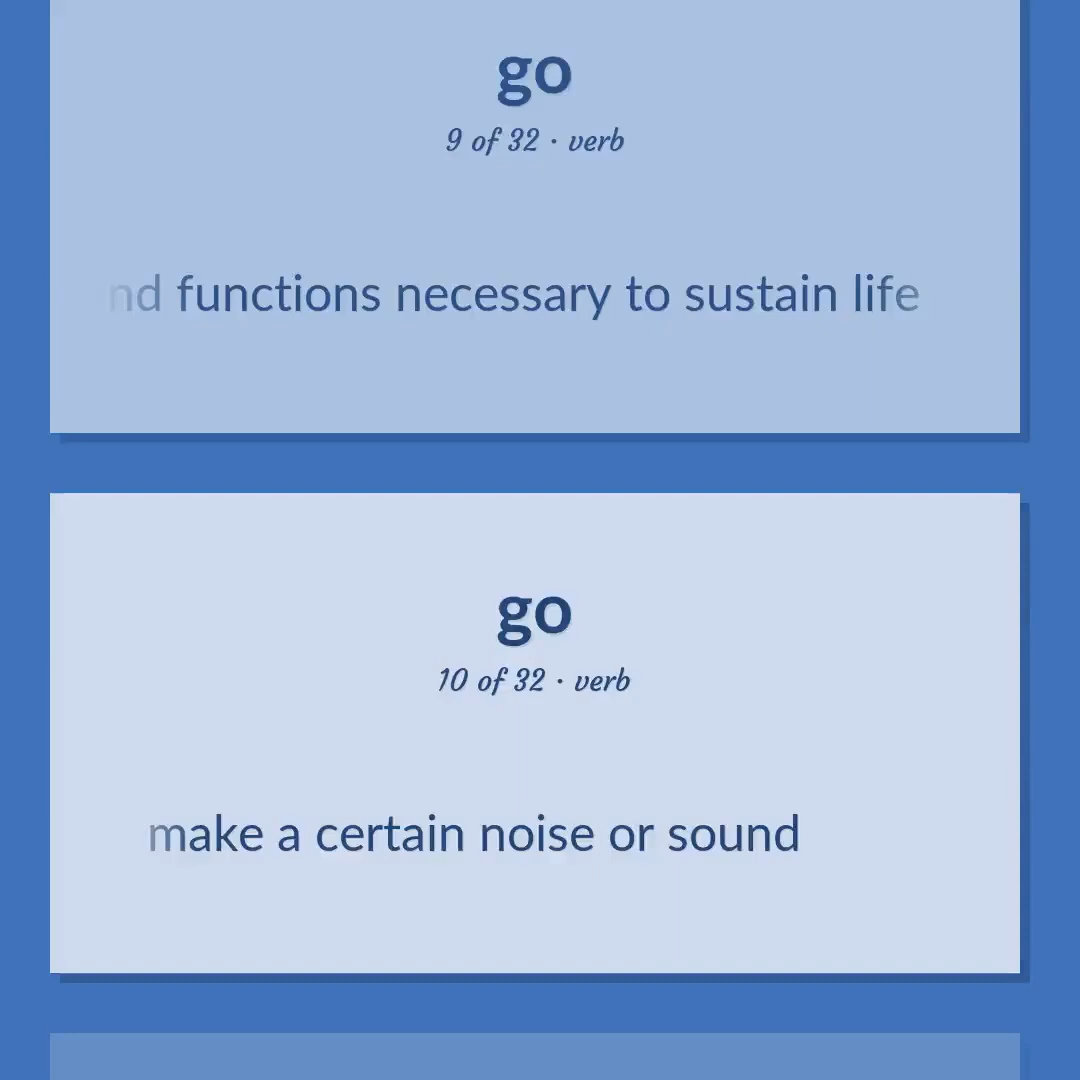 go
9 of 32 · verb
nd functions necessary to sustain life
go
10 of 32 · verb
make a certain noise or sound